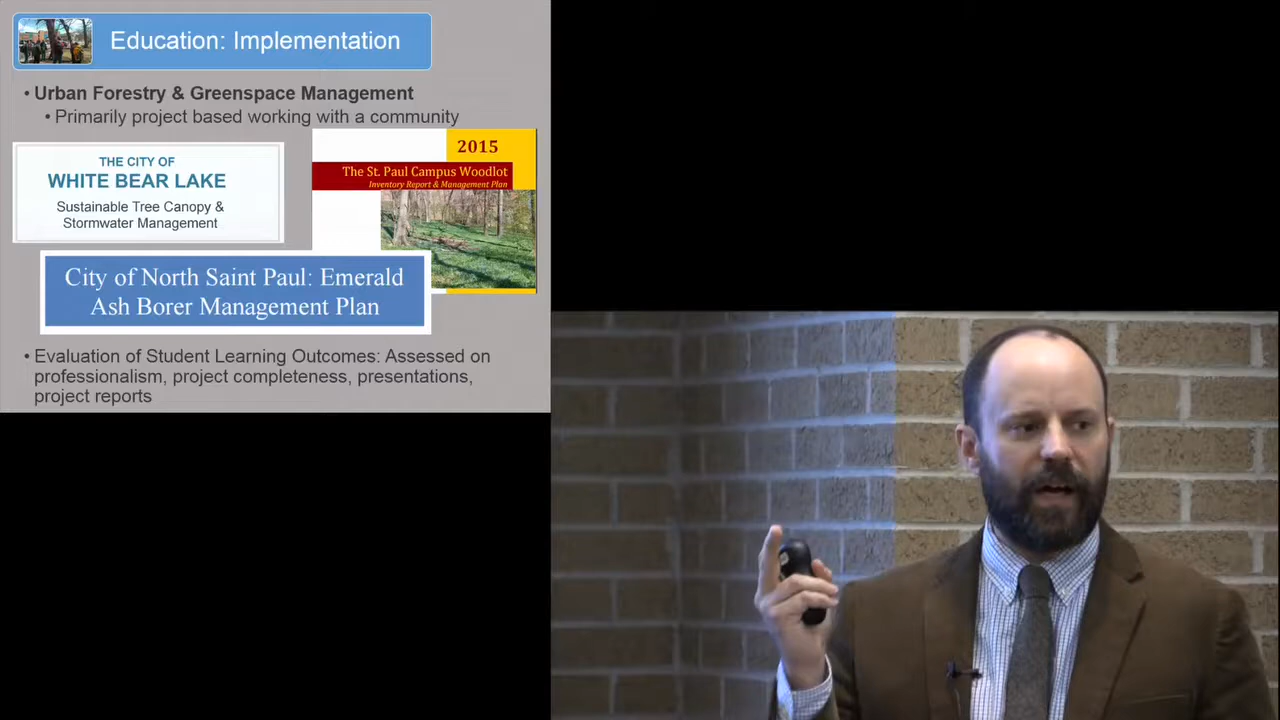 Education: Implementation
• Urban Forestry & Greenspace Management
• Primarily project based working with a community
THE CITY OF
WHITE BEAR LAKE
Sustainable Tree Canopy &
Stormwater Management
2015
The St. Paul Campus Woodlot
Inventory Report & Management Plan
City of North Saint Paul: Emerald
Ash Borer Management Plan
• Evaluation of Student Learning Outcomes: Assessed on
professionalism, project completeness, presentations,
project reports